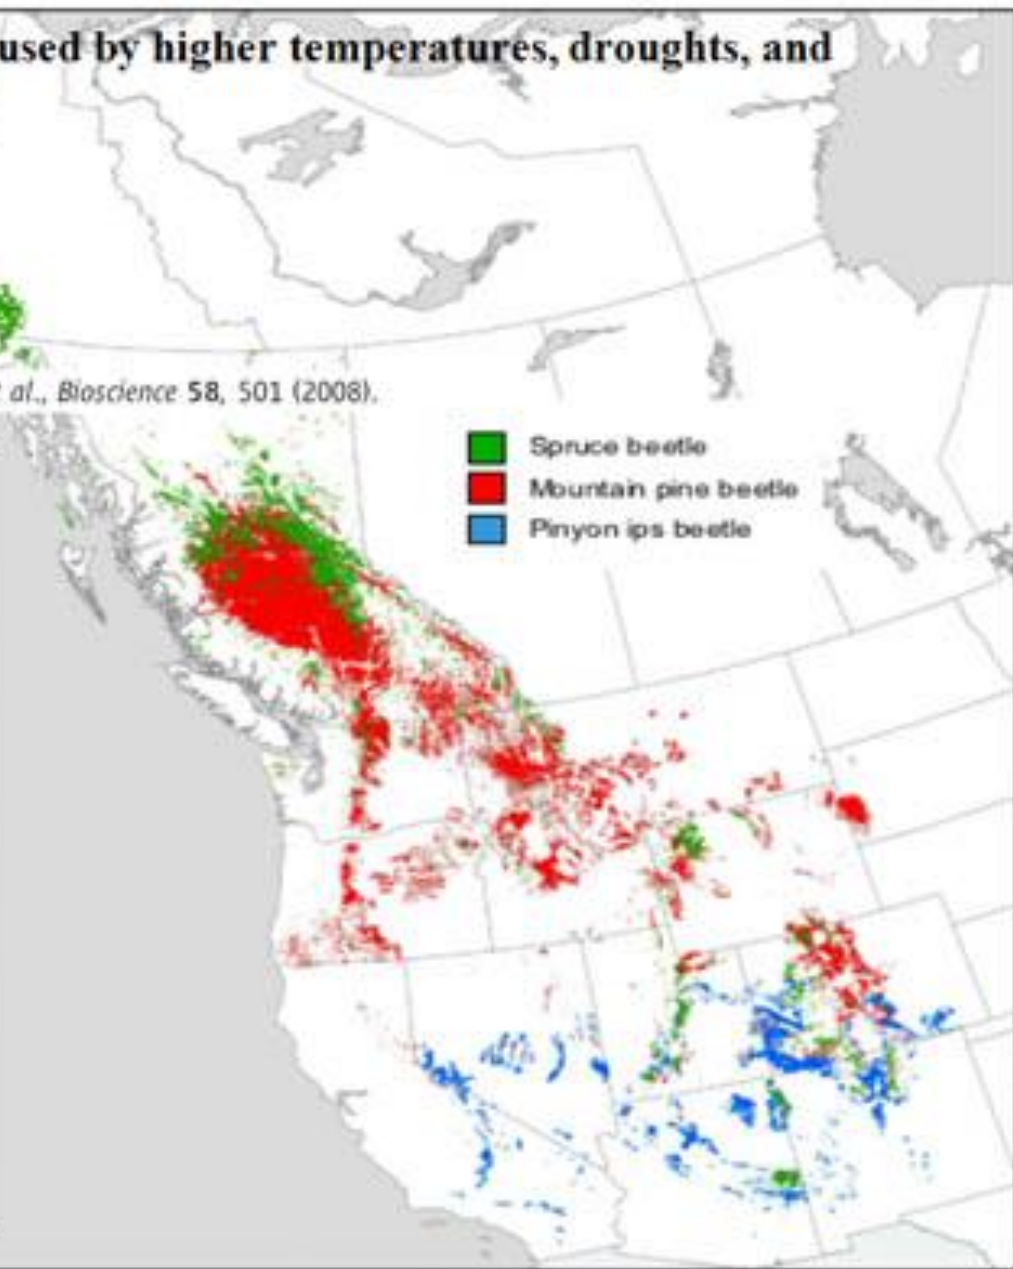 used by higher temperatures, droughts, and
al., Bioscience 58, 501 (2008).
Spruce beetle
Mountain pine beetle
Pinyon ips beetle